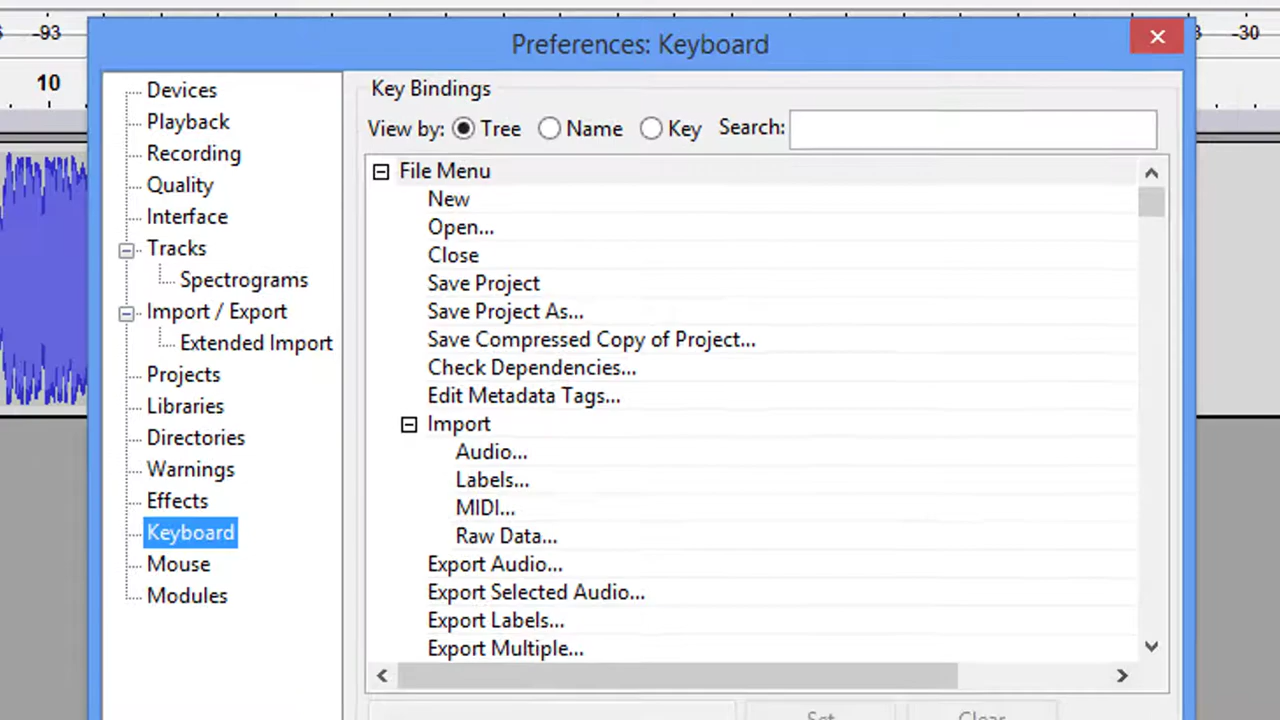 -93
-30
10
Preferences: Keyboard
Devices
Playback
Recording
Quality
Interface
Tracks
Spectrograms
Import / Export
Extended Import
Projects
Libraries
Directories
Warnings
Effects
Keyboard
Mouse
Modules
Key Bindings
View by: Tree Name Key Search:
File Menu
New
Open...
Close
Save Project
Save Project As...
Save Compressed Copy of Project...
Check Dependencies...
Edit Metadata Tags...
Import
Audio...
Labels...
MIDI...
Raw Data...
Export Audio...
Export Selected Audio...
Export Labels...
Export Multiple...
Set Clear